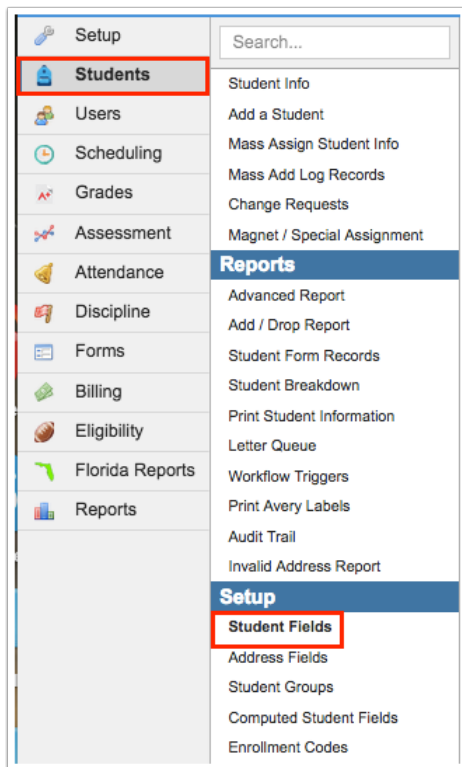 Setup
Students
Users
Scheduling
Grades
Assessment
Attendance
Discipline
Forms
Billing
Eligibility
Florida Reports
Reports
Search...
Student Info
Add a Student
Mass Assign Student Info
Mass Add Log Records
Change Requests
Magnet / Special Assignment
Reports
Advanced Report
Add / Drop Report
Student Form Records
Student Breakdown
Print Student Information
Letter Queue
Workflow Triggers
Print Avery Labels
Audit Trail
Invalid Address Report
Setup
Student Fields
Address Fields
Student Groups
Computed Student Fields
Enrollment Codes